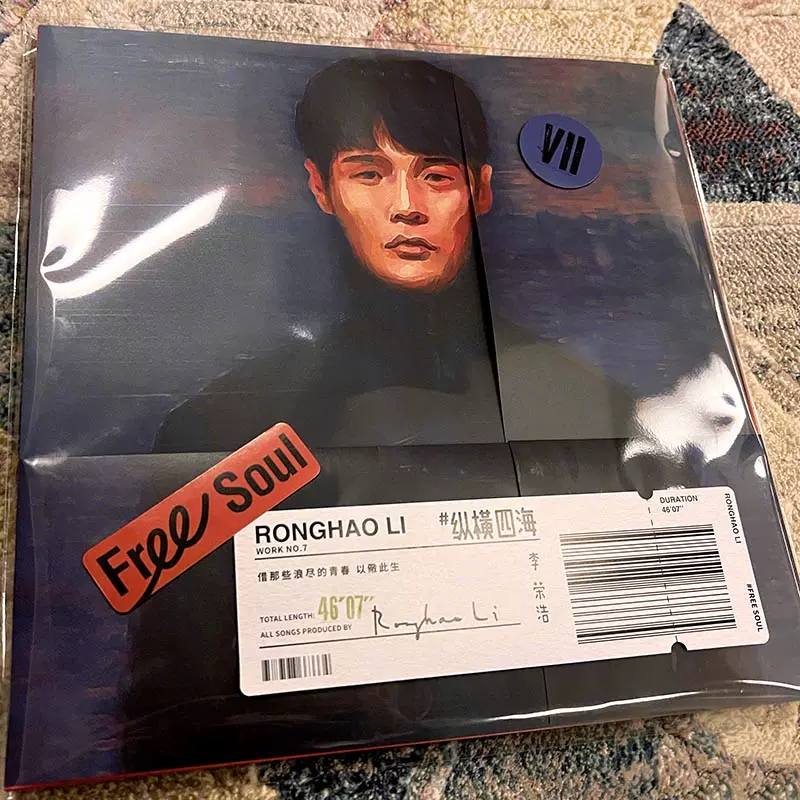 VII
Free Soul
RONGHAO LI
WORK NO.7
#纵横四海
李荣浩
借那些浪尽的青春 以敬此生
TOTAL LENGTH: 46"07"
ALL SONGS PRODUCED BY Ronghao Li
DURATION
46'07"
RONGHAO LI
#FREE SOUL